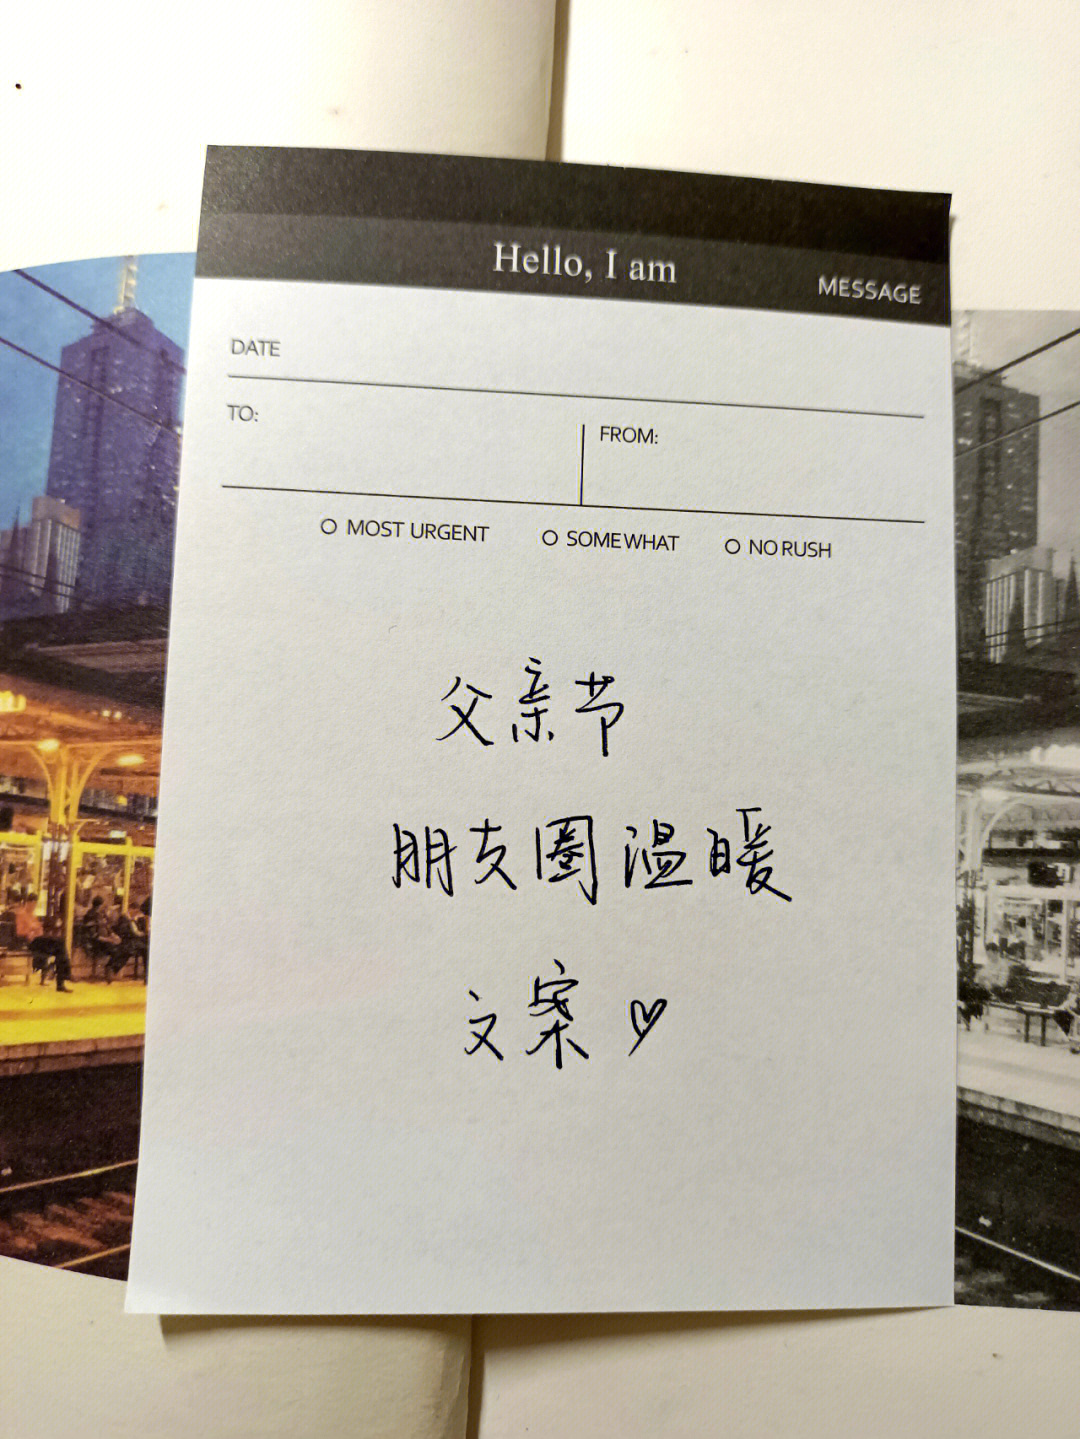 Hello, I am
MESSAGE
DATE
TO:
FROM:
MOST URGENT SOMEWHAT NO RUSH
父亲节
朋友圈温暖
文案♡